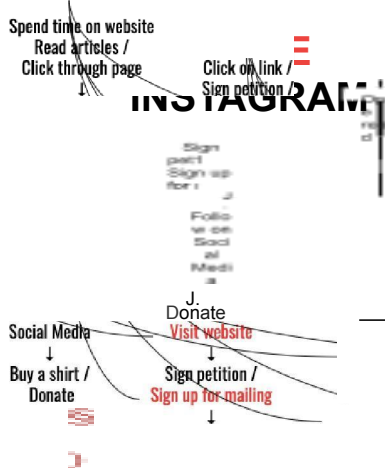 Spend time on website
Read articles /
Click through page
↓
Click on link /
Sign petition /
INSTAGRAM
Sign
Sign up
for
Follo
w on
Soci
al
Medi
a
J.
Donate
Social Media
↓
Buy a shirt /
Donate
Visit website
↓
Sign petition /
Sign up for mailing
↓